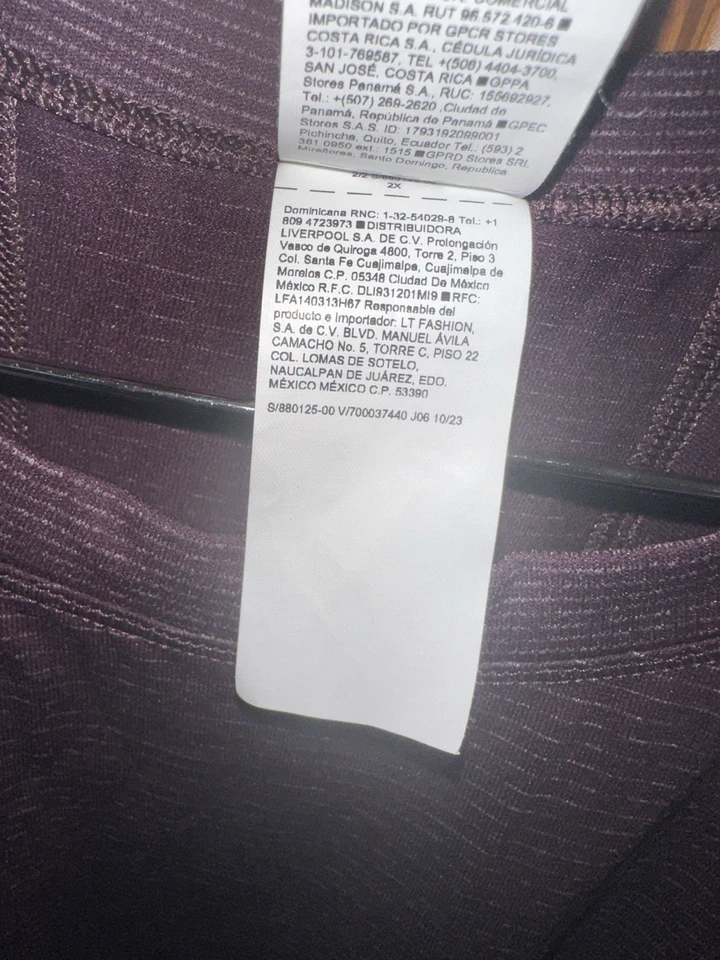 COMERCIAL
MADISON S.A. RUT 96.572.420-6 ■
IMPORTADO POR GPCR STORES
COSTA RICA S.A., CÉDULA JURÍDICA
3-101-769587, TEL +(506) 4404-3700,
SAN JOSÉ, COSTA RICA ■ GPPA
Stores Panamá S.A., RUC: 155692927,
Tel.: +(507) 269-2620 ,Ciudad de
Panamá, República de Panamá ■ GPEC
Stores S.A.S. ID: 1793192099001
Pichincha, Quito, Ecuador Tel.: (593) 2
381 0950 ext.: 1515 ■ GPRD Stores SRL
Miraflores, Santo Domingo, Republica
2/2
2X
Dominicana RNC: 1-32-54029-8 Tel.: +1
809 4723973 ■ DISTRIBUIDORA
LIVERPOOL S.A. DE C.V. Prolongación
Vasco de Quiroga 4800, Torre 2, Piso 3
Col. Santa Fe Cuajimalpa, Cuajimalpa de
Morelos C.P. 05348 Ciudad De México
México R.F.C. DLI931201MI9 ■ RFC:
LFA140313H67 Responsable del
producto e importador: LT FASHION,
S.A. de C.V. BLVD. MANUEL ÁVILA
CAMACHO No. 5, TORRE C, PISO 22
COL. LOMAS DE SOTELO,
NAUCALPAN DE JUÁREZ, EDO.
MÉXICO MÉXICO C.P. 53390
S/880125-00 V/700037440 J06 10/23